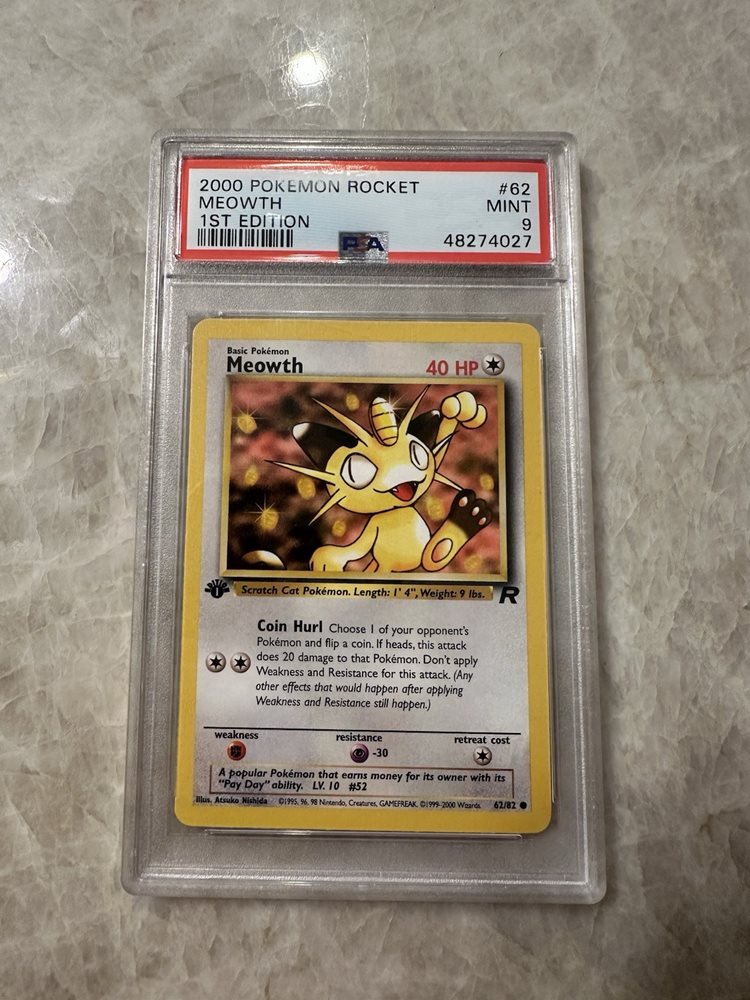 2000 POKEMON ROCKET #62
MEOWTH MINT
1ST EDITION 9
PSA 48274027
Basic Pokémon
Meowth 40 HP
EDITION
1
Scratch Cat Pokémon. Length: 1' 4", Weight: 9 lbs. R
Coin Hurl Choose 1 of your opponent's
Pokémon and flip a coin. If heads, this attack
does 20 damage to that Pokémon. Don't apply
Weakness and Resistance for this attack. (Any
other effects that would happen after applying
Weakness and Resistance still happen.)
weakness resistance retreat cost
-30
A popular Pokémon that earns money for its owner with its
"Pay Day" ability. LV. 10 #52
Illus. Atsuko Nishida ©1995, 96, 98 Nintendo, Creatures, GAMEFREAK. ©1999-2000 Wizards. 62/82